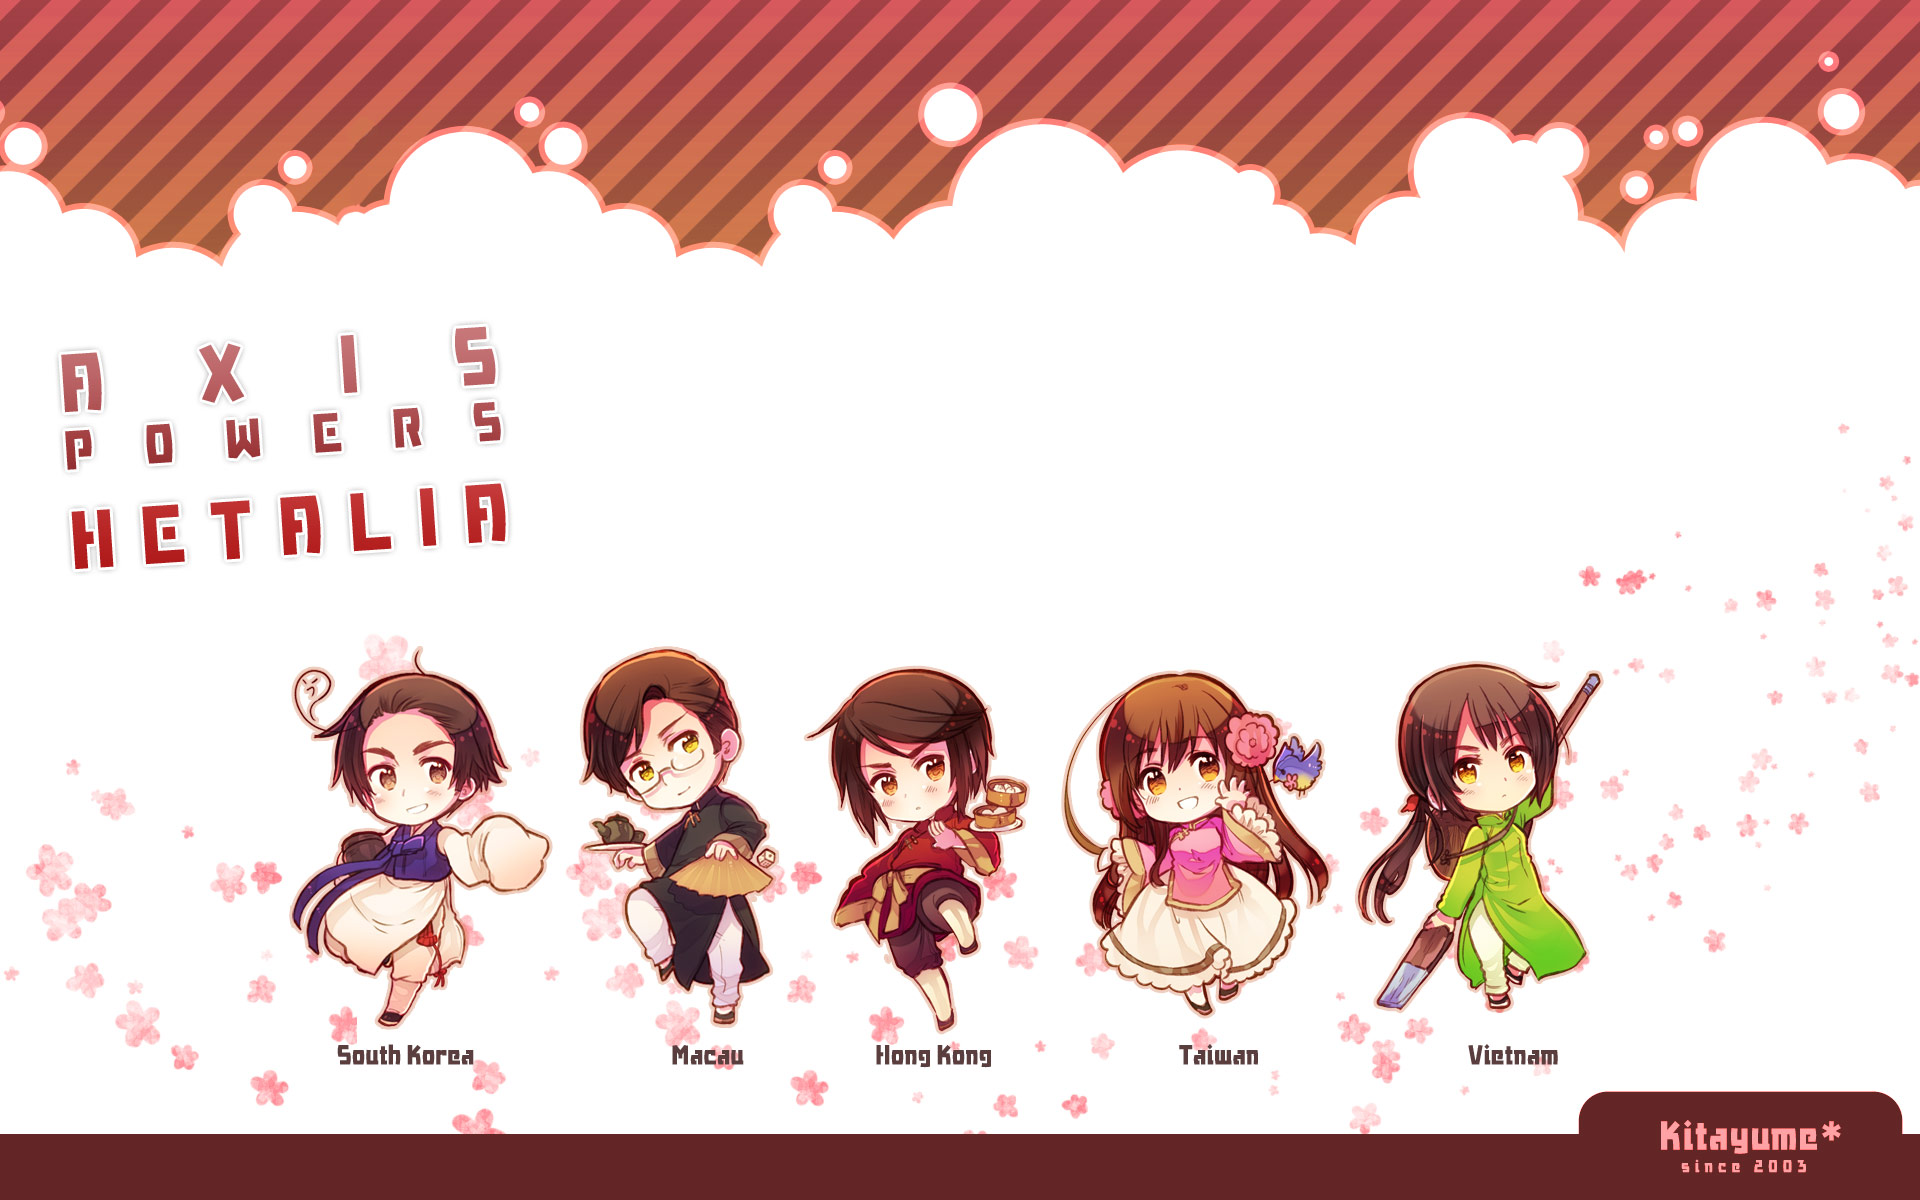 AXIS
POWERS
HETALIA
South Korea
Macau
Hong Kong
Taiwan
Vietnam
Kitayume*
since 2003